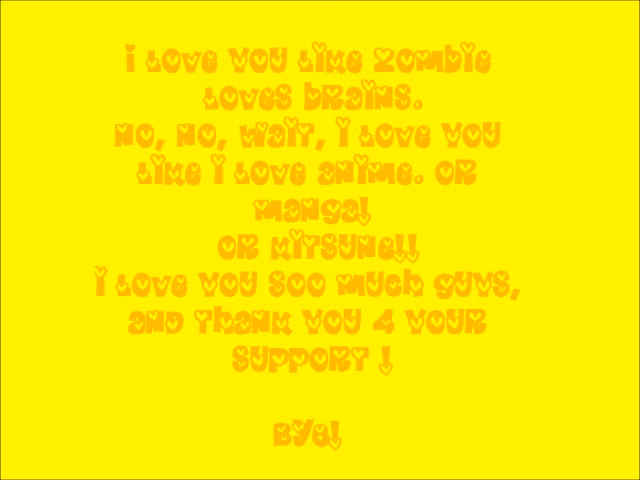 I LOVE YOU LIKE ZOMBIE
LOVES BRAINS.
NO, NO, WAIT, I LOVE YOU
LIKE I LOVE ANIME. OR
MANGA!
OR KITSUNE!!
I LOVE YOU SOO MUCH GUYS,
AND THANK YOU 4 YOUR
SUPPORT !
BYE!